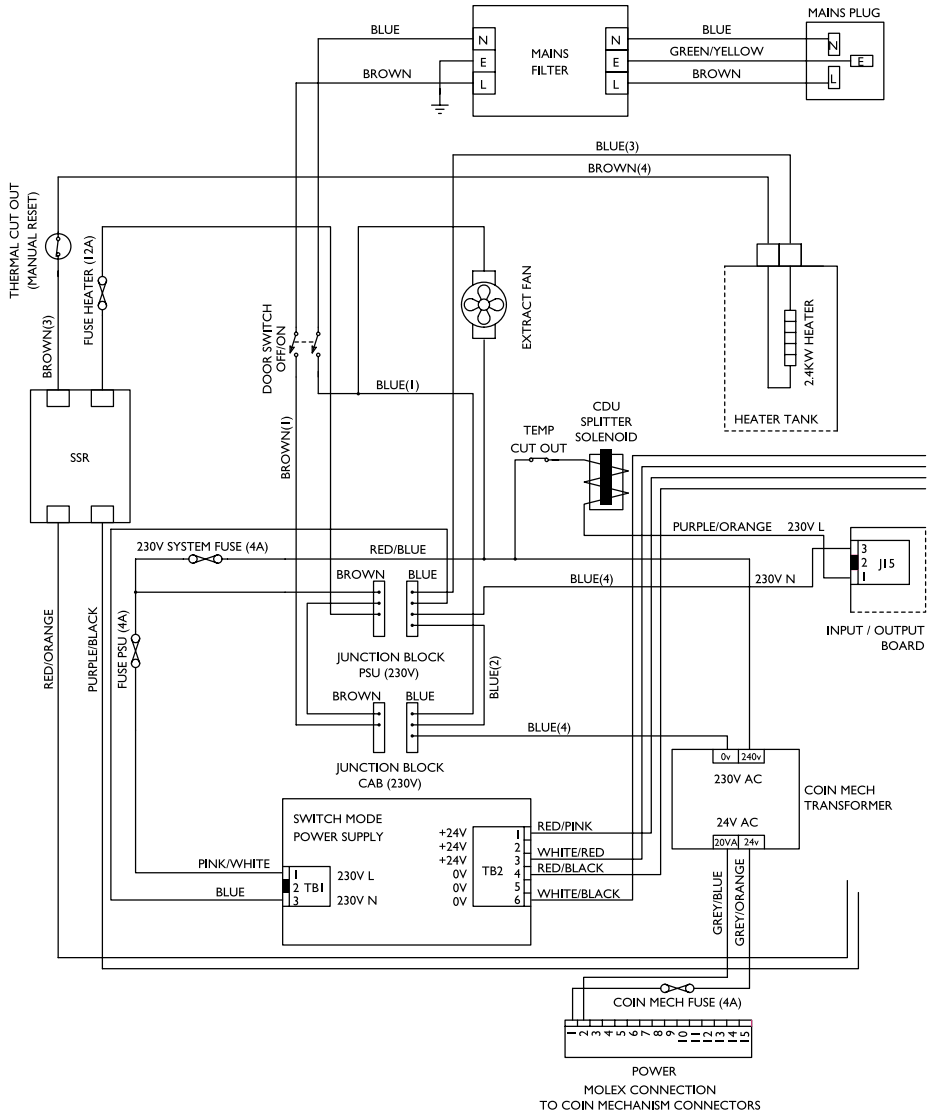 MAINS PLUG
BLUE
N
MAINS
FILTER
N
BLUE
N
E
E
GREEN/YELLOW
E
BROWN
L
L
BROWN
L
BLUE(3)
BROWN(4)
THERMAL CUT OUT
(MANUAL RESET)
FUSE HEATER (12A)
EXTRACT FAN
DOOR SWITCH
OFF/ON
2.4KW HEATER
HEATER TANK
BROWN(3)
BLUE(1)
BROWN(1)
CDU
SPLITTER
SOLENOID
TEMP
CUT OUT
SSR
PURPLE/ORANGE
230V L
230V SYSTEM FUSE (4A)
RED/BLUE
3
2
1
J15
BROWN
BLUE
BLUE(4)
230V N
INPUT / OUTPUT
BOARD
RED/ORANGE
PURPLE/BLACK
FUSE PSU (4A)
JUNCTION BLOCK
PSU (230V)
BLUE(2)
BROWN
BLUE
BLUE(4)
JUNCTION BLOCK
CAB (230V)
0v
240v
230V AC
24V AC
20VA
24v
COIN MECH
TRANSFORMER
SWITCH MODE
POWER SUPPLY
+24V
+24V
+24V
0V
0V
0V
TB2
1
2
3
4
5
6
RED/PINK
WHITE/RED
RED/BLACK
WHITE/BLACK
PINK/WHITE
BLUE
1
2
3
TB1
230V L
230V N
GREY/BLUE
GREY/ORANGE
COIN MECH FUSE (4A)
1 2 3 4 5 6 7 8 9 10 11 12 13 14 15
POWER
MOLEX CONNECTION
TO COIN MECHANISM CONNECTORS